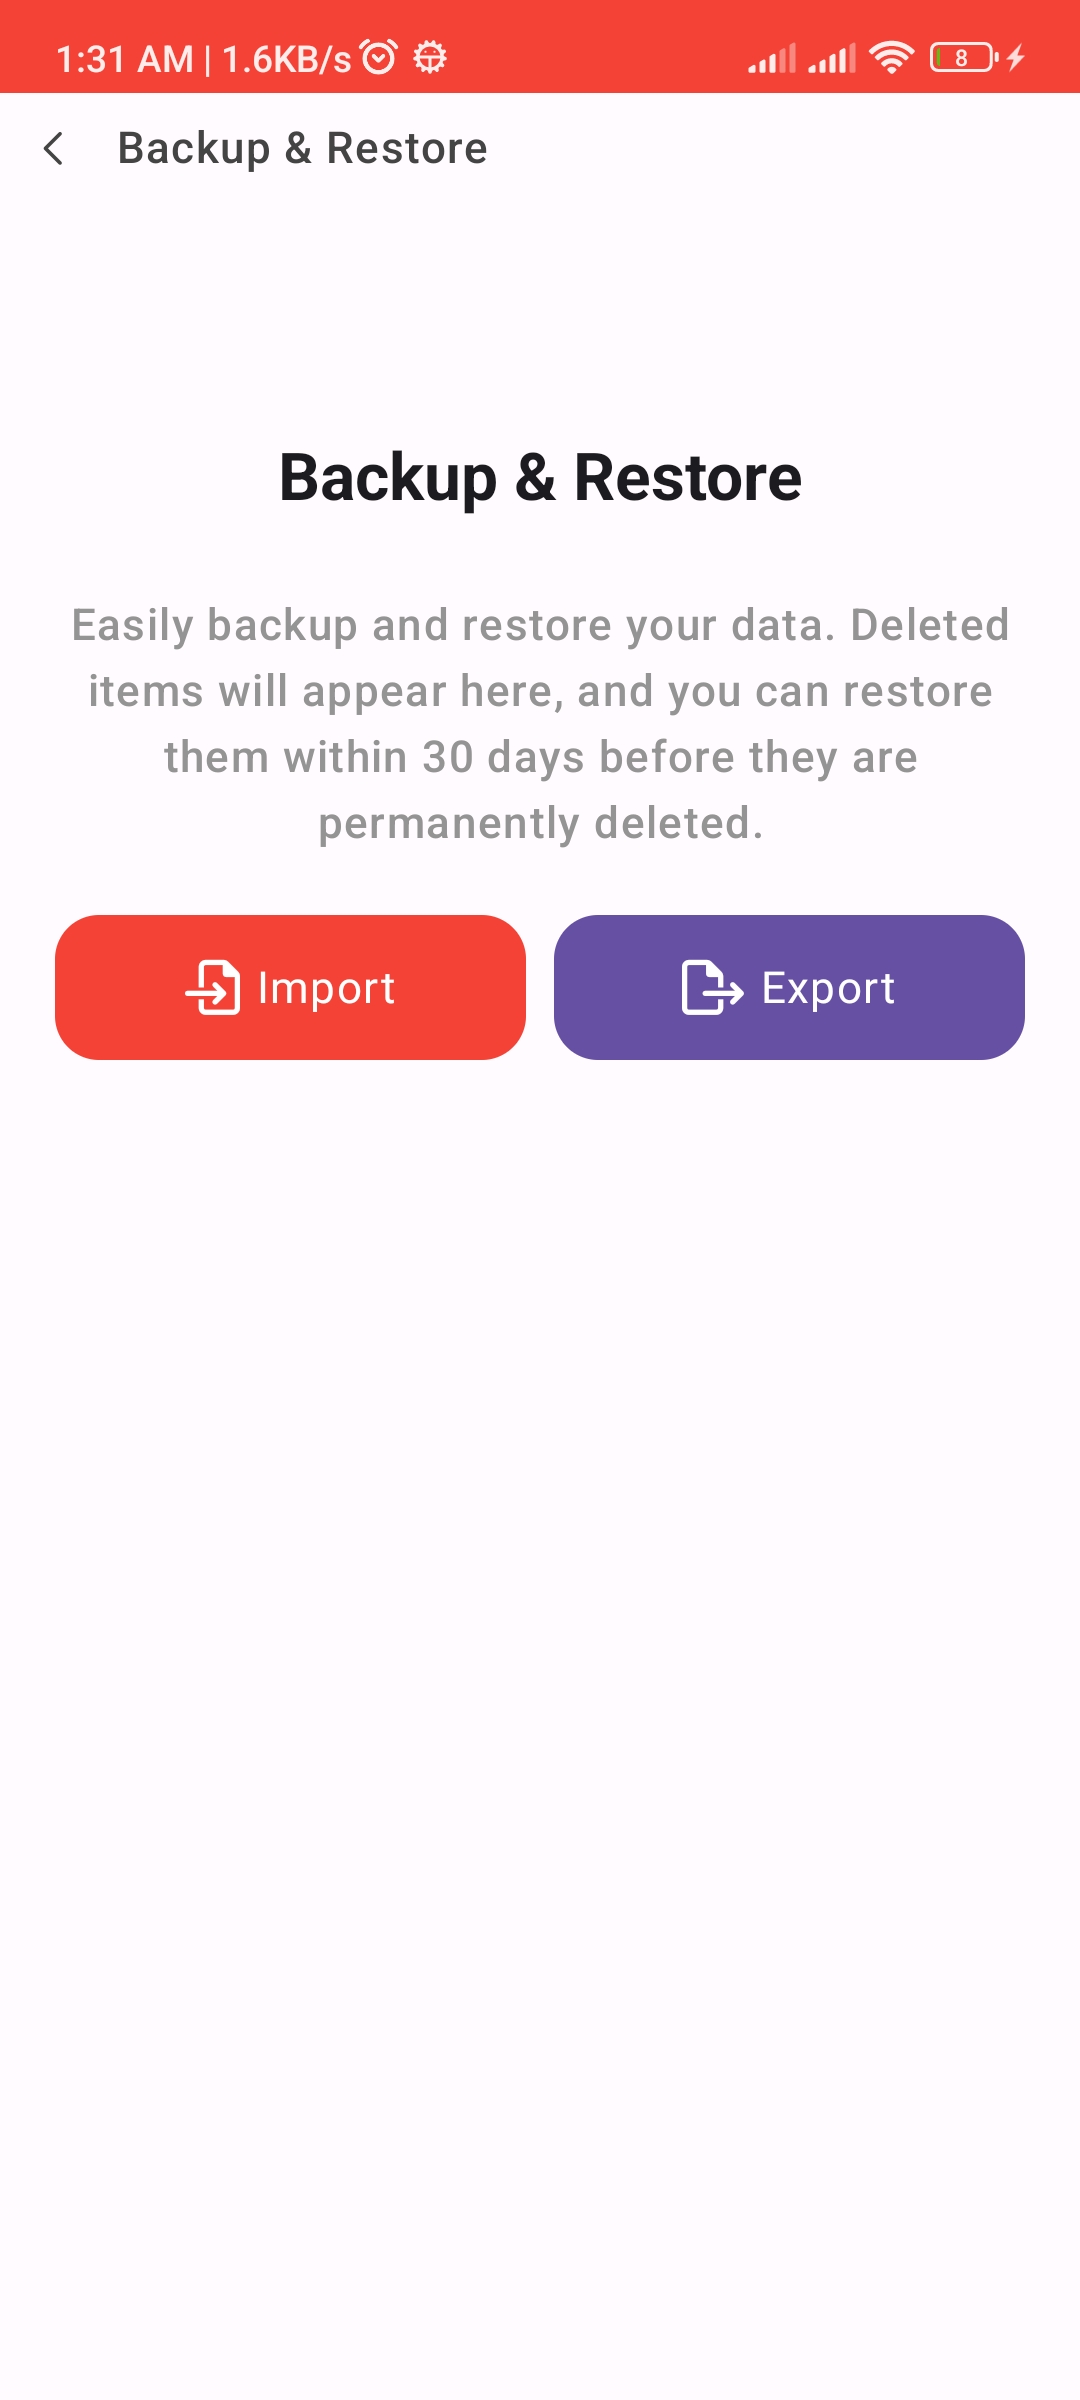 1:31 AM | 1.6KB/s
8
Backup & Restore
Backup & Restore
Easily backup and restore your data. Deleted
items will appear here, and you can restore
them within 30 days before they are
permanently deleted.
Import
Export